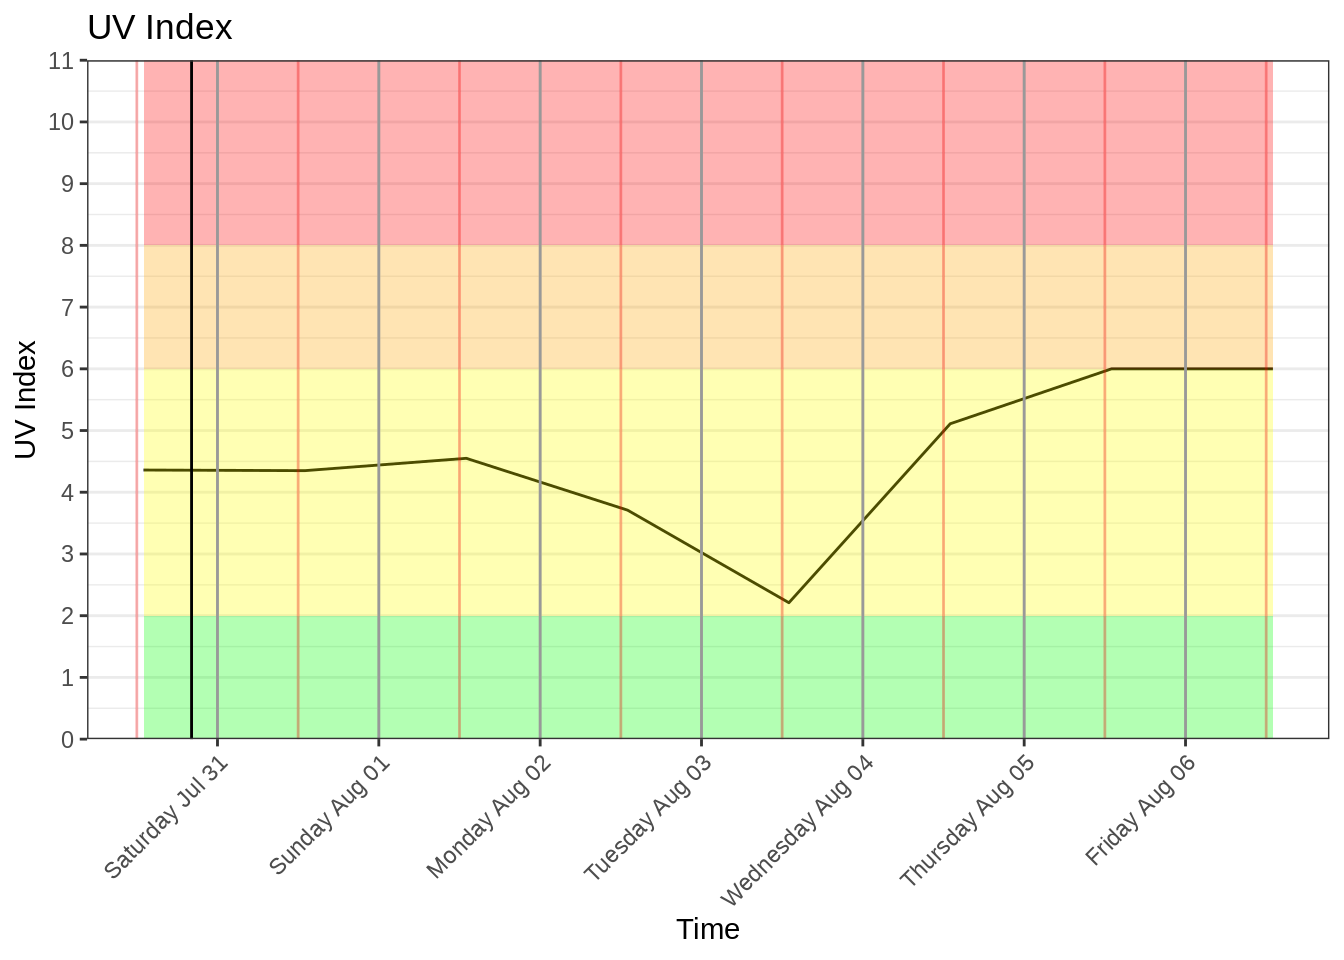 UV Index
11
10
9
8
7
6
5
4
3
2
1
0
UV Index
Saturday Jul 31
Sunday Aug 01
Monday Aug 02
Tuesday Aug 03
Wednesday Aug 04
Thursday Aug 05
Friday Aug 06
Time